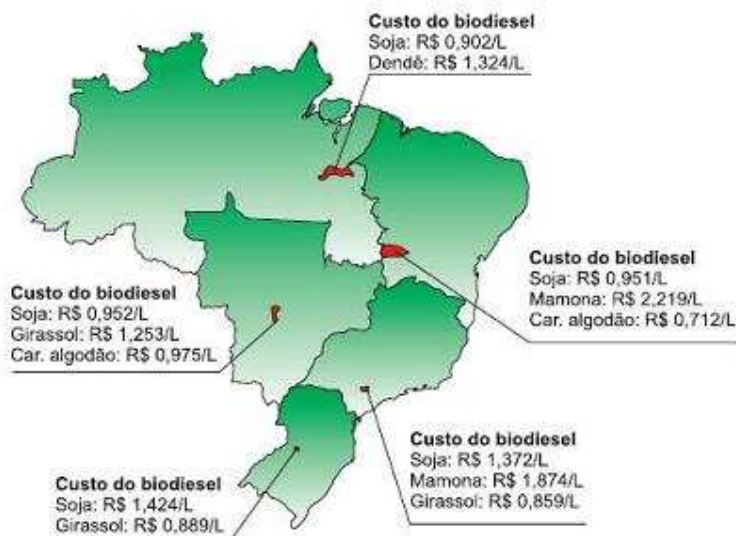 Custo do biodiesel
Soja: R$ 0,902/L
Dendê: R$ 1,324/L
Custo do biodiesel
Soja: R$ 0,951/L
Mamona: R$ 2,219/L
Car. algodão: R$ 0,712/L
Custo do biodiesel
Soja: R$ 0,952/L
Girassol: R$ 1,253/L
Car. algodão: R$ 0,975/L
Custo do biodiesel
Soja: R$ 1,372/L
Mamona: R$ 1,874/L
Girassol: R$ 0,859/L
Custo do biodiesel
Soja: R$ 1,424/L
Girassol: R$ 0,889/L